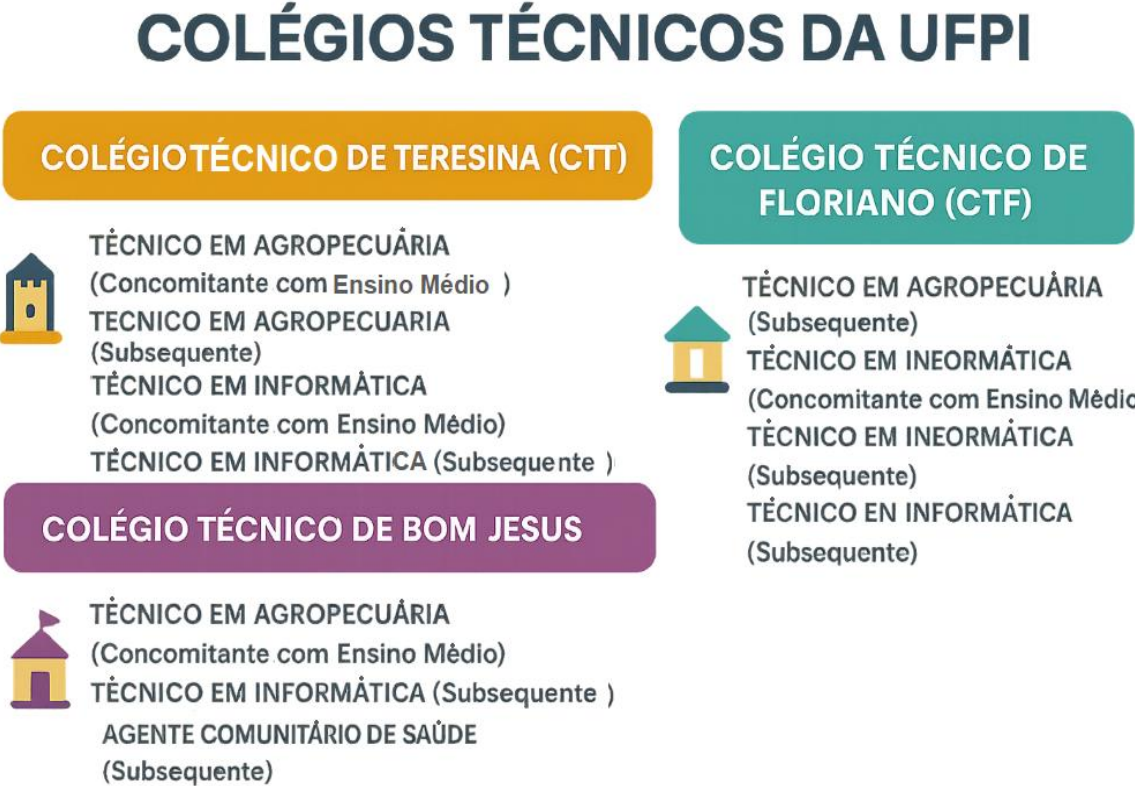 COLÉGIOS TÉCNICOS DA UFPI
COLÉGIO TÉCNICO DE TERESINA (CTT)
TÉCNICO EM AGROPECUÁRIA
(Concomitante com Ensino Médio )
TECNICO EM AGROPECUARIA
(Subsequente)
TÉCNICO EM INFORMÁTICA
(Concomitante com Ensino Médio)
TÉCNICO EM INFORMÁTICA (Subsequente )
COLÉGIO TÉCNICO DE BOM JESUS
TÉCNICO EM AGROPECUÁRIA
(Concomitante com Ensino Médio)
TÉCNICO EM INFORMÁTICA (Subsequente )
AGENTE COMUNITÁRIO DE SAÚDE
(Subsequente)
COLÉGIO TÉCNICO DE
FLORIANO (CTF)
TÉCNICO EM AGROPECUÁRIA
(Subsequente)
TÉCNICO EM INEORMÁTICA
(Concomitante com Ensino Médio
TÉCNICO EM INEORMÁTICA
(Subsequente)
TÉCNICO EN INFORMÁTICA
(Subsequente)